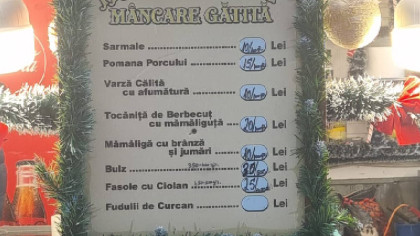 MÂNCARE GĂTITĂ
Sarmale Lei
Pomana Porcului Lei
Varză Călită
cu afumătură Lei
Tocăniță de Berbecuț
cu mămăliguță Lei
Mămăligă cu brânză
și jumări Lei
Bulz Lei
Fasole cu Ciolan Lei
Fudulii de Curcan Lei